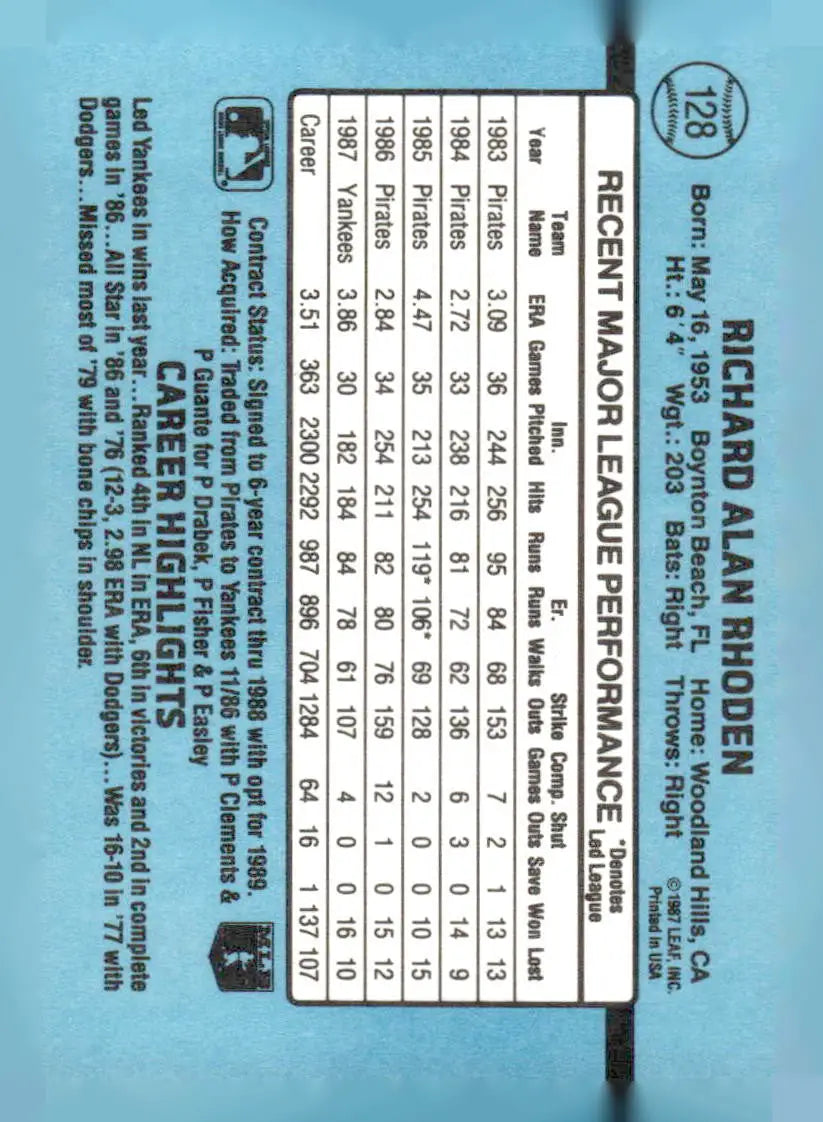 128
RICHARD ALAN RHODEN
Born: May 16, 1953 Boynton Beach, FL Home: Woodland Hills, CA
Ht.: 6'4" Wgt.: 203 Bats: Right Throws: Right
©1987 LEAF, INC.
Printed in USA
RECENT MAJOR LEAGUE PERFORMANCE *Denotes Led League
Team Inn. Er. Strike Comp. Shut
Year Name ERA Games Pitched Hits Runs Runs Walks Outs Games Outs Save Won Lost
1983 Pirates 3.09 36 244 256 95 84 68 153 7 2 1 13 13
1984 Pirates 2.72 33 238 216 81 72 62 136 6 3 0 14 9
1985 Pirates 4.47 35 213 254 119* 106* 69 128 2 0 0 10 15
1986 Pirates 2.84 34 254 211 82 80 76 159 12 1 0 15 12
1987 Yankees 3.86 30 182 184 84 78 61 107 4 0 0 16 10
Career 3.51 363 2300 2292 987 896 704 1284 64 16 1 137 107
Contract Status: Signed to 6-year contract thru 1988 with opt for 1989.
How Acquired: Traded from Pirates to Yankees 11/86 with P Clements &
P Guante for P Drabek, P Fisher & P Easley
MLB
CAREER HIGHLIGHTS
Led Yankees in wins last year...Ranked 4th in NL in ERA, 6th in victories and 2nd in complete
games in '86...All Star in '86 and '76 (12-3, 2.98 ERA with Dodgers)...Was 16-10 in '77 with
Dodgers...Missed most of '79 with bone chips in shoulder.